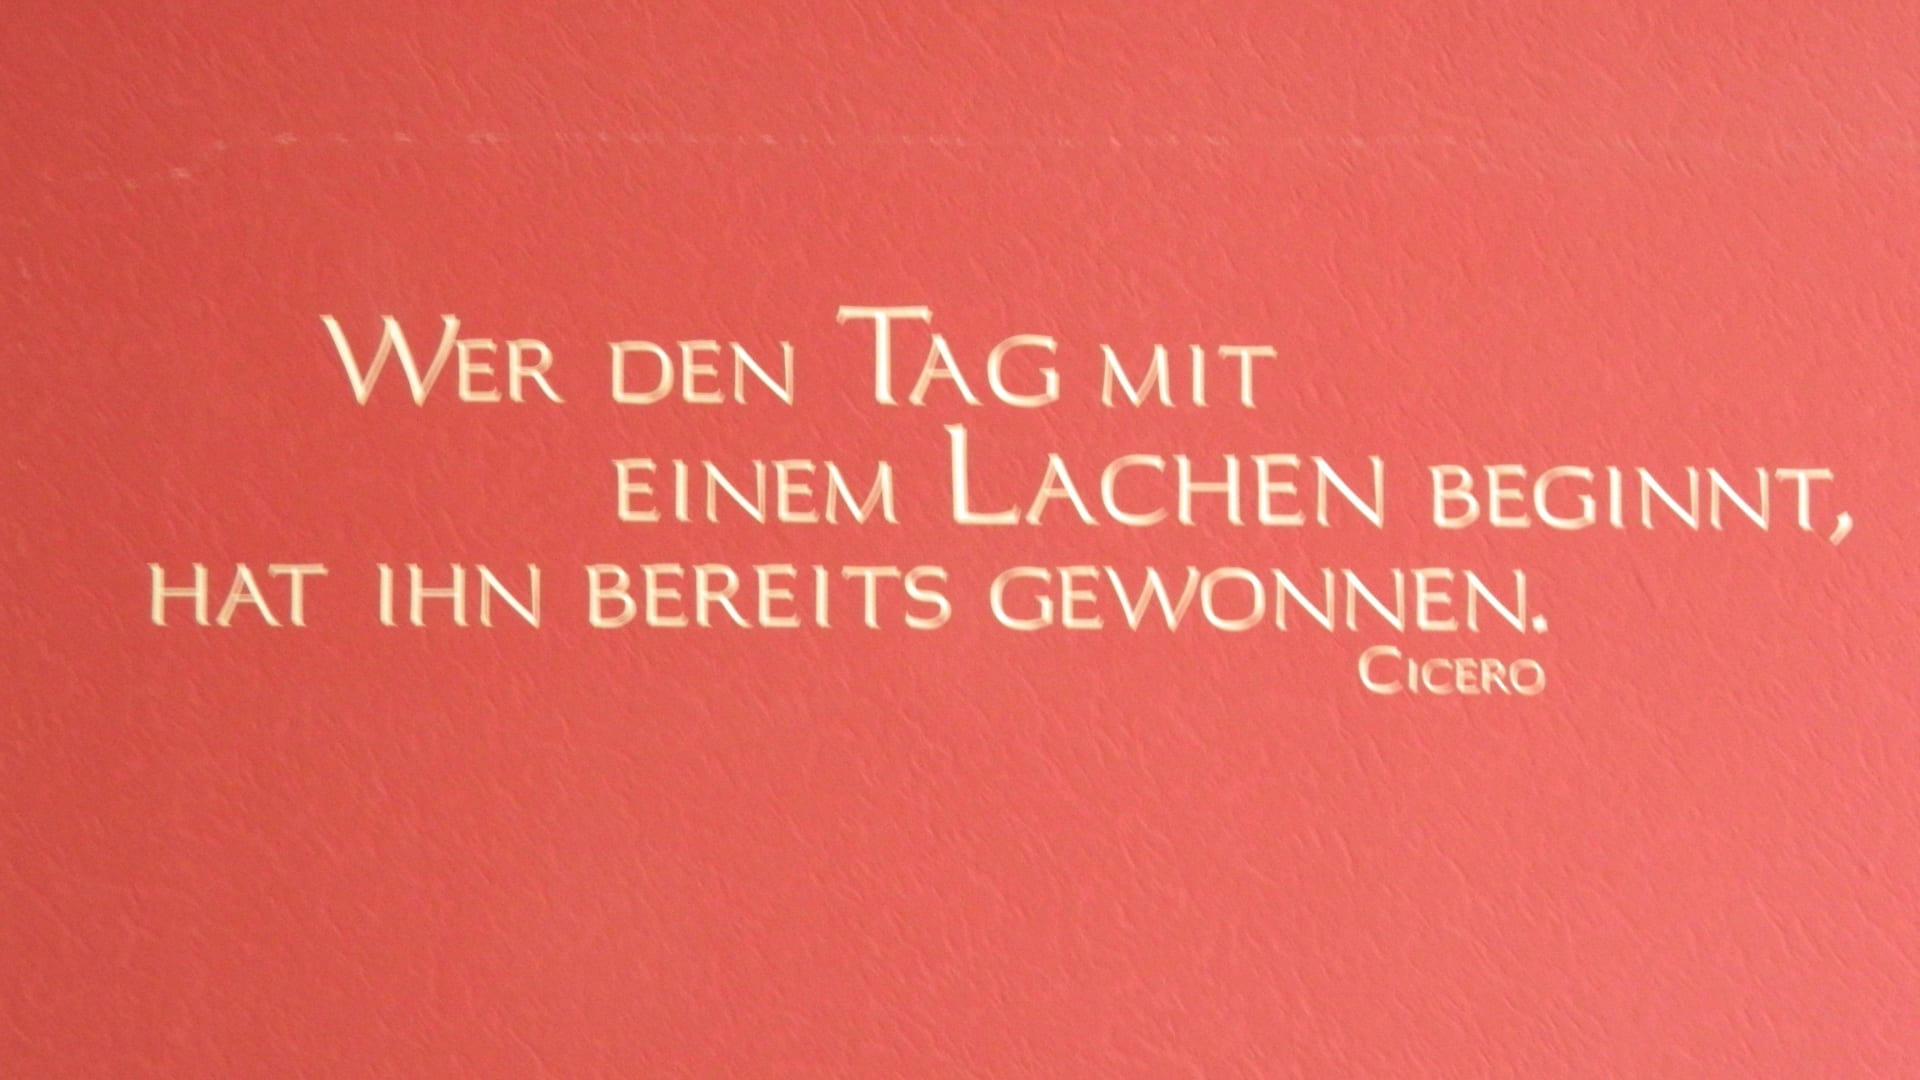 Wer den Tag mit
einem Lachen beginnt,
hat ihn bereits gewonnen.
Cicero